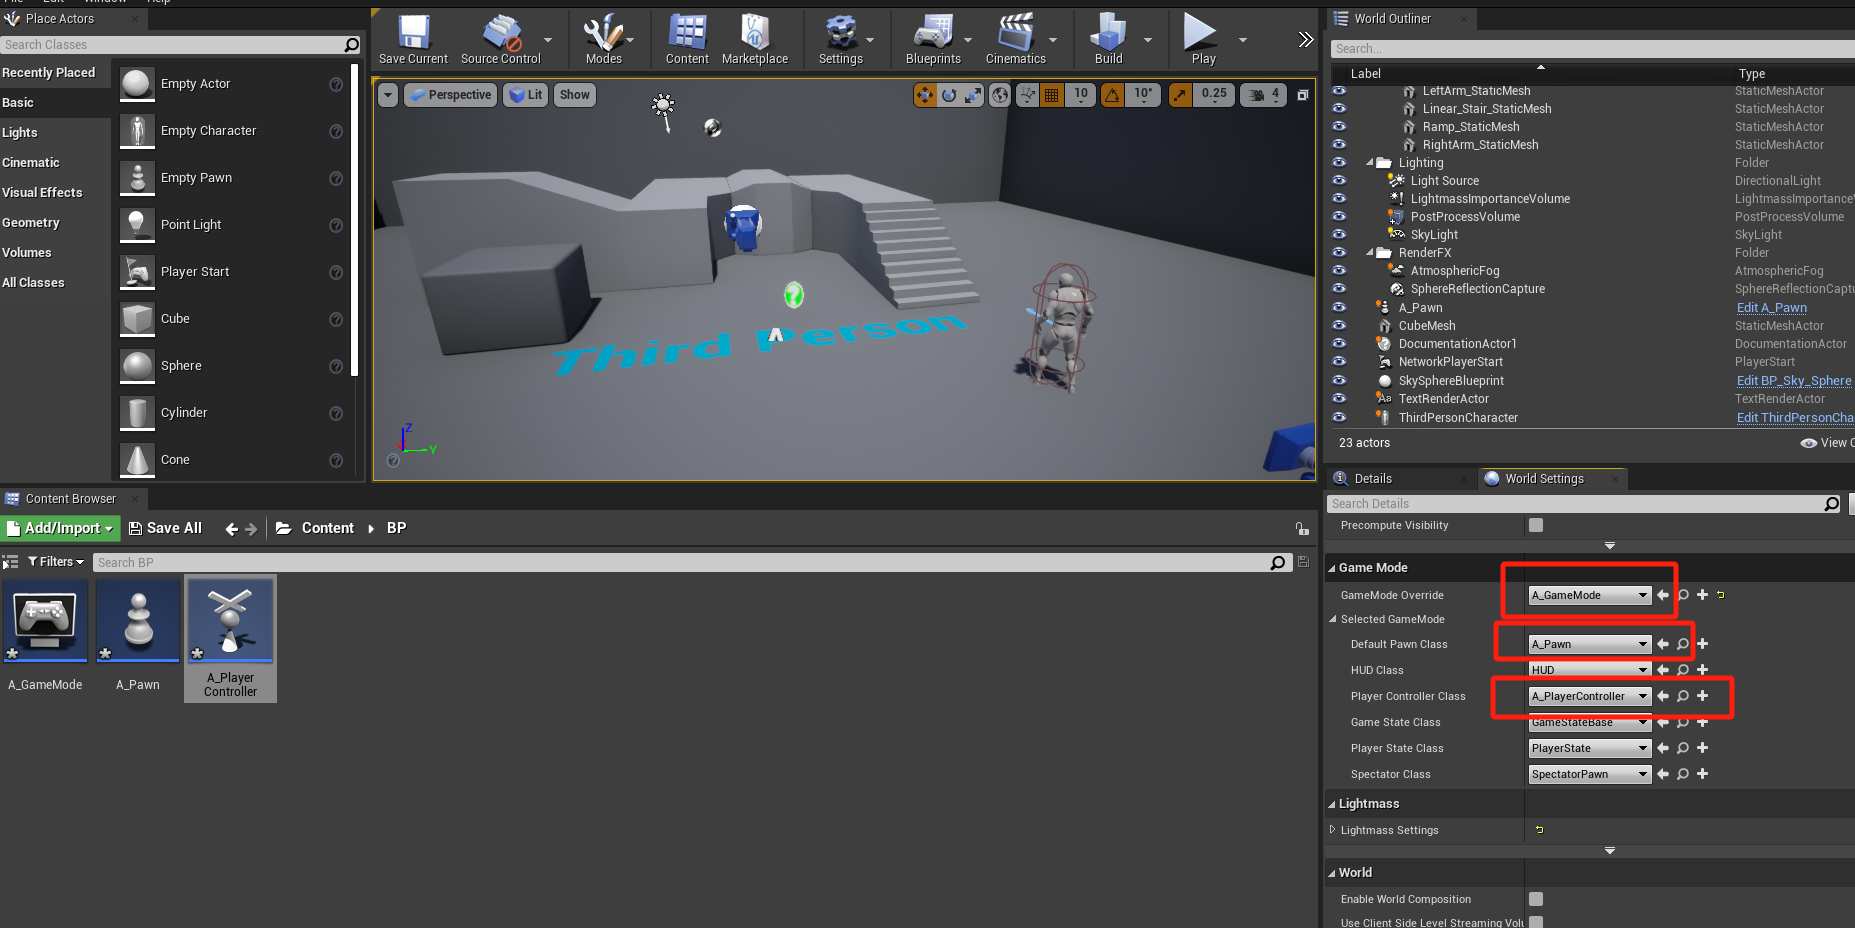 Window
Help
Place Actors
Search Classes
Recently Placed
Basic
Lights
Cinematic
Visual Effects
Geometry
Volumes
All Classes
Empty Actor
Empty Character
Empty Pawn
Point Light
Player Start
Cube
Sphere
Cylinder
Cone
Save Current
Source Control
Modes
Content
Marketplace
Settings
Blueprints
Cinematics
Build
Play
Perspective
Lit
Show
10
10°
0.25
4
Third Person
Z
Y
World Outliner
Search...
Label
Type
LeftArm_StaticMesh
StaticMeshActor
Linear_Stair_StaticMesh
StaticMeshActor
Ramp_StaticMesh
StaticMeshActor
RightArm_StaticMesh
StaticMeshActor
Lighting
Folder
Light Source
DirectionalLight
LightmassImportanceVolume
LightmassImportanceV
PostProcessVolume
PostProcessVolume
SkyLight
SkyLight
RenderFX
Folder
AtmosphericFog
AtmosphericFog
SphereReflectionCapture
SphereReflectionCaptu
A_Pawn
Edit A_Pawn
CubeMesh
StaticMeshActor
DocumentationActor1
DocumentationActor
NetworkPlayerStart
PlayerStart
SkySphereBlueprint
Edit BP_Sky_Sphere
TextRenderActor
TextRenderActor
ThirdPersonCharacter
Edit ThirdPersonCha
23 actors
View O
Content Browser
Add/Import
Save All
Content
BP
Filters
Search BP
A_GameMode
A_Pawn
A_Player
Controller
Details
World Settings
Search Details
Precompute Visibility
Game Mode
GameMode Override
A_GameMode
Selected GameMode
Default Pawn Class
A_Pawn
HUD Class
HUD
Player Controller Class
A_PlayerController
Game State Class
GameStateBase
Player State Class
PlayerState
Spectator Class
SpectatorPawn
Lightmass
Lightmass Settings
World
Enable World Composition
Use Client Side Level Streaming Volu